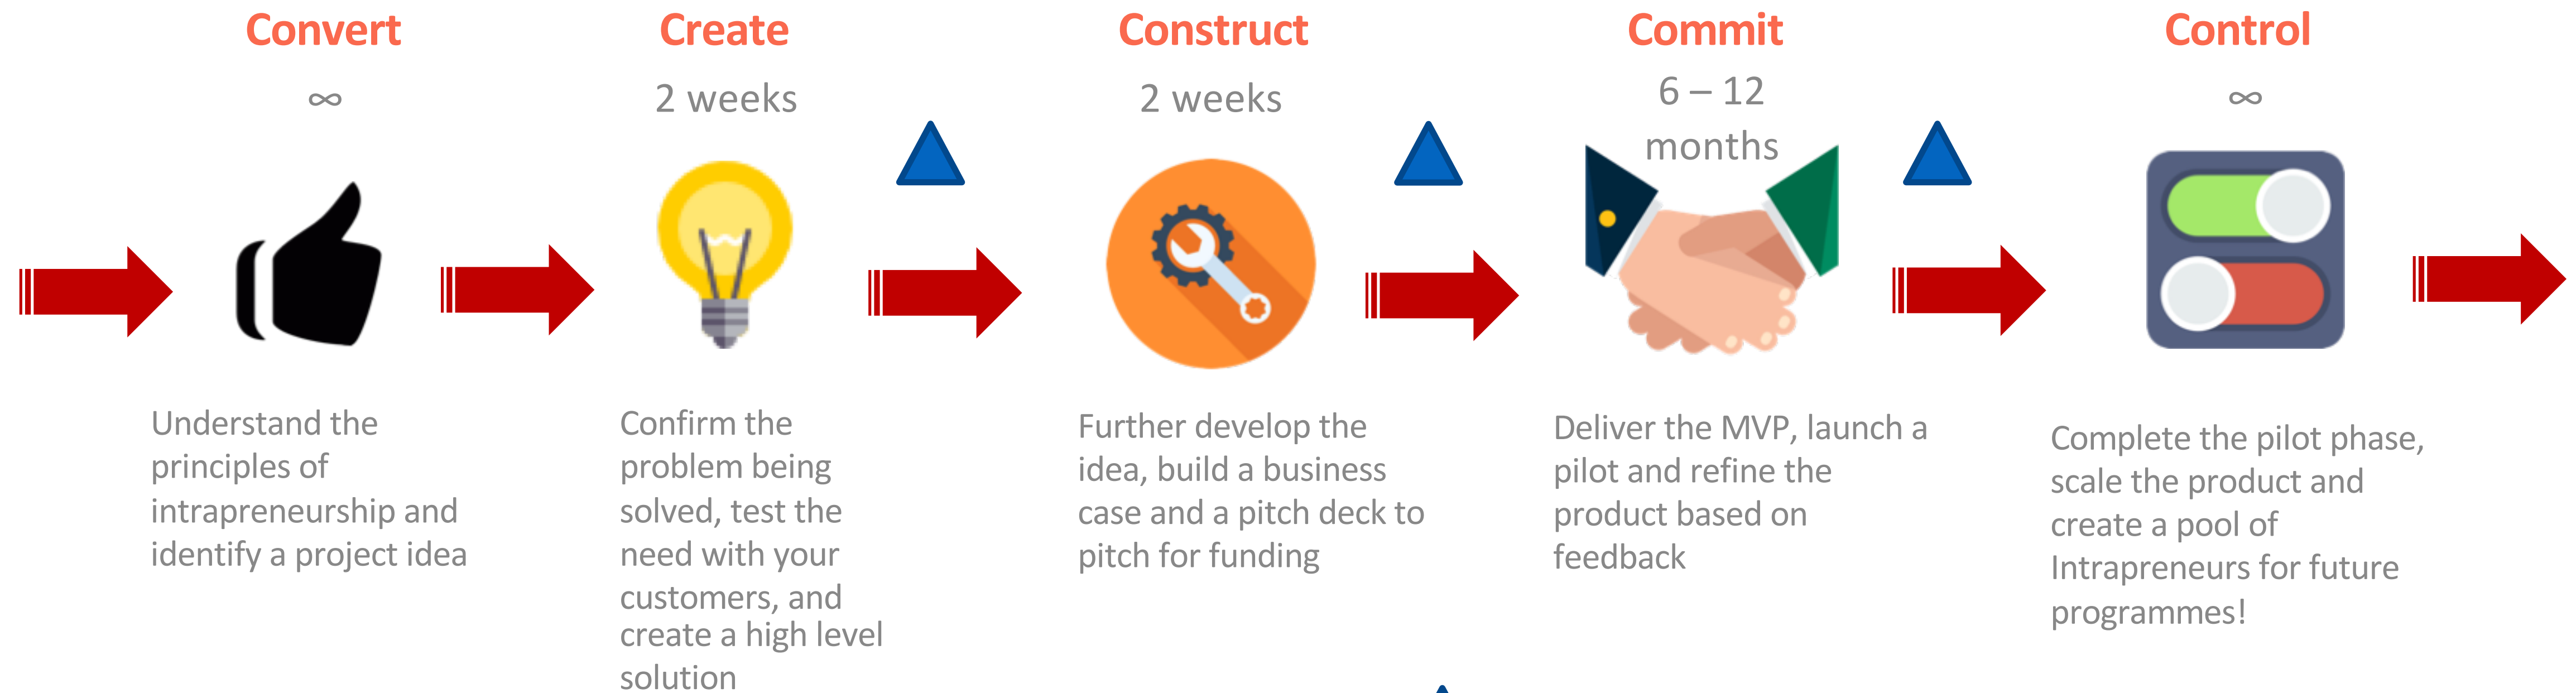 Convert
∞
Understand the
principles of
intrapreneurship and
identify a project idea
Create
2 weeks
Confirm the
problem being
solved, test the
need with your
customers, and
create a high level
solution
Construct
2 weeks
Further develop the
idea, build a business
case and a pitch deck to
pitch for funding
Commit
6 – 12
months
Deliver the MVP, launch a
pilot and refine the
product based on
feedback
Control
∞
Complete the pilot phase,
scale the product and
create a pool of
Intrapreneurs for future
programmes!